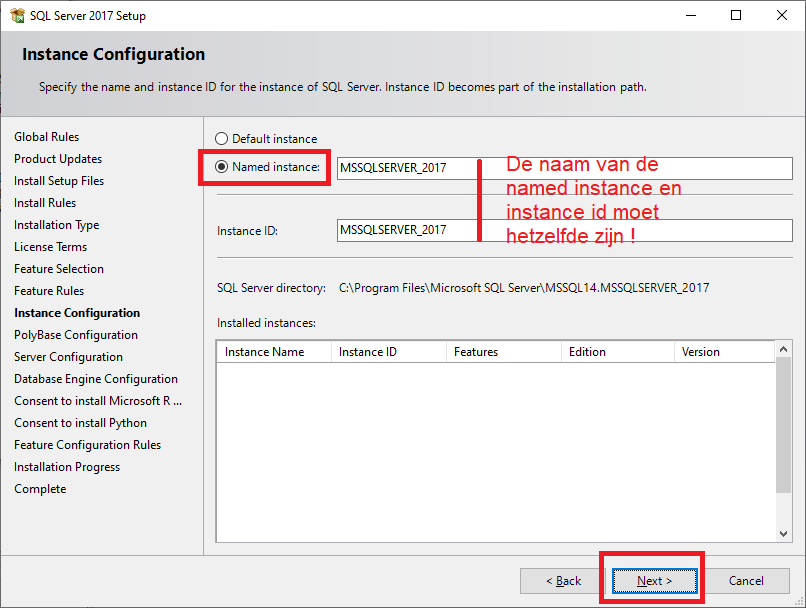 SQL Server 2017 Setup
Instance Configuration
Specify the name and instance ID for the instance of SQL Server. Instance ID becomes part of the installation path.
Global Rules
Product Updates
Install Setup Files
Install Rules
Installation Type
License Terms
Feature Selection
Feature Rules
Instance Configuration
PolyBase Configuration
Server Configuration
Database Engine Configuration
Consent to install Microsoft R ...
Consent to install Python
Feature Configuration Rules
Installation Progress
Complete
Default instance
Named instance: MSSQLSERVER_2017
Instance ID: MSSQLSERVER_2017
De naam van de
named instance en
instance id moet
hetzelfde zijn !
SQL Server directory: C:\Program Files\Microsoft SQL Server\MSSQL14.MSSQLSERVER_2017
Installed instances:
Instance Name Instance ID Features Edition Version
< Back Next > Cancel